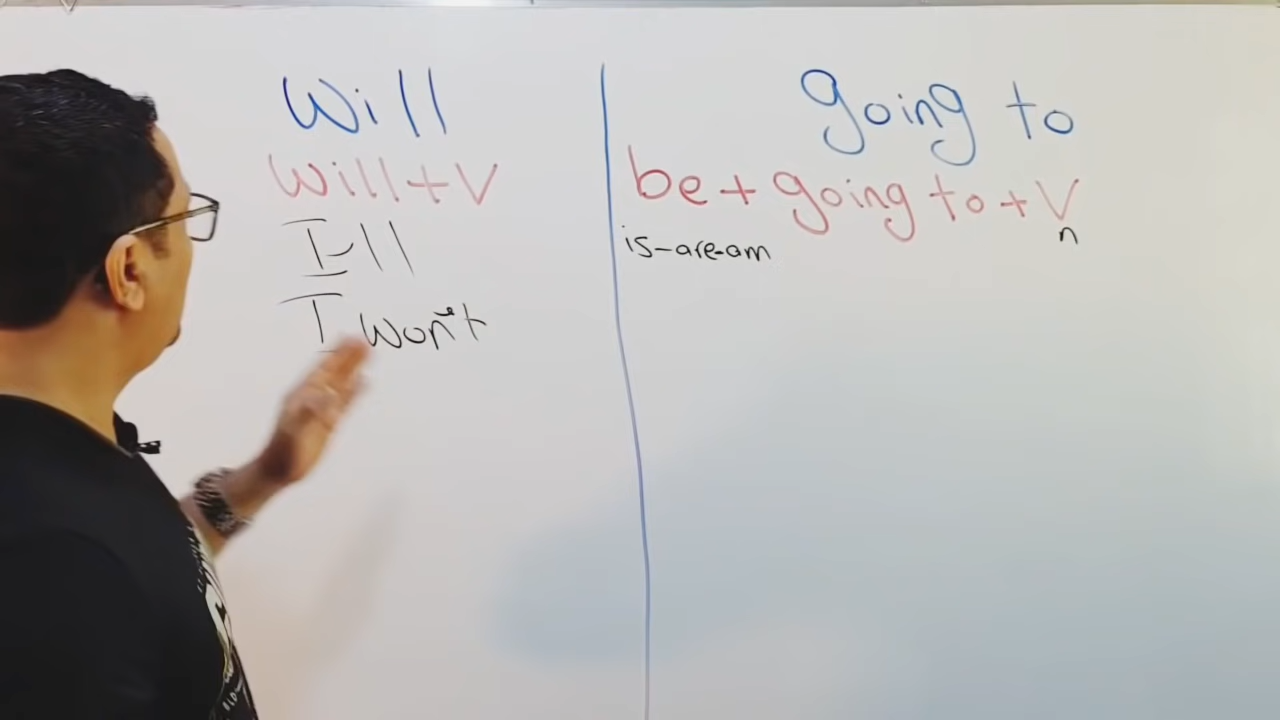 Will
Will+V
I'll
I won't
going to
be + going to + V
n
is-are-am